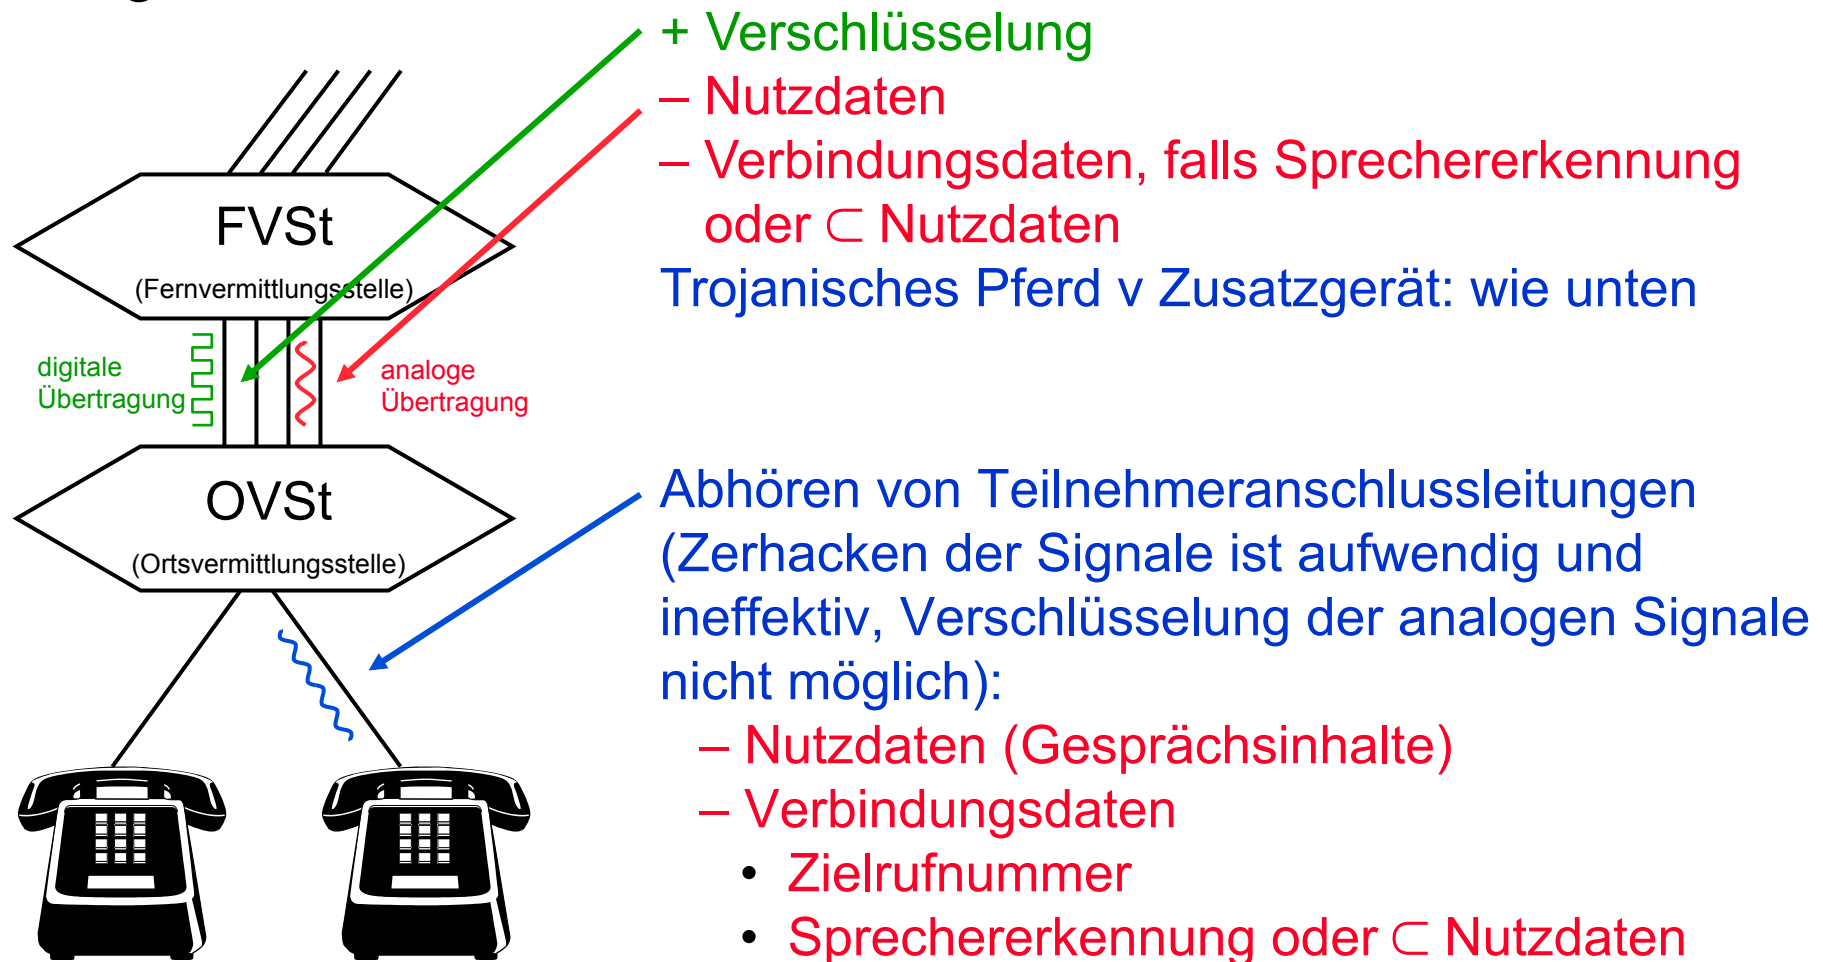 + Verschlüsselung
– Nutzdaten
– Verbindungsdaten, falls Sprechererkennung
oder ⊂ Nutzdaten
Trojanisches Pferd v Zusatzgerät: wie unten
FVSt
(Fernvermittlungsstelle)
digitale
Übertragung
analoge
Übertragung
OVSt
(Ortsvermittlungsstelle)
Abhören von Teilnehmeranschlussleitungen
(Zerhacken der Signale ist aufwendig und
ineffektiv, Verschlüsselung der analogen Signale
nicht möglich):
– Nutzdaten (Gesprächsinhalte)
– Verbindungsdaten
• Zielrufnummer
• Sprechererkennung oder ⊂ Nutzdaten